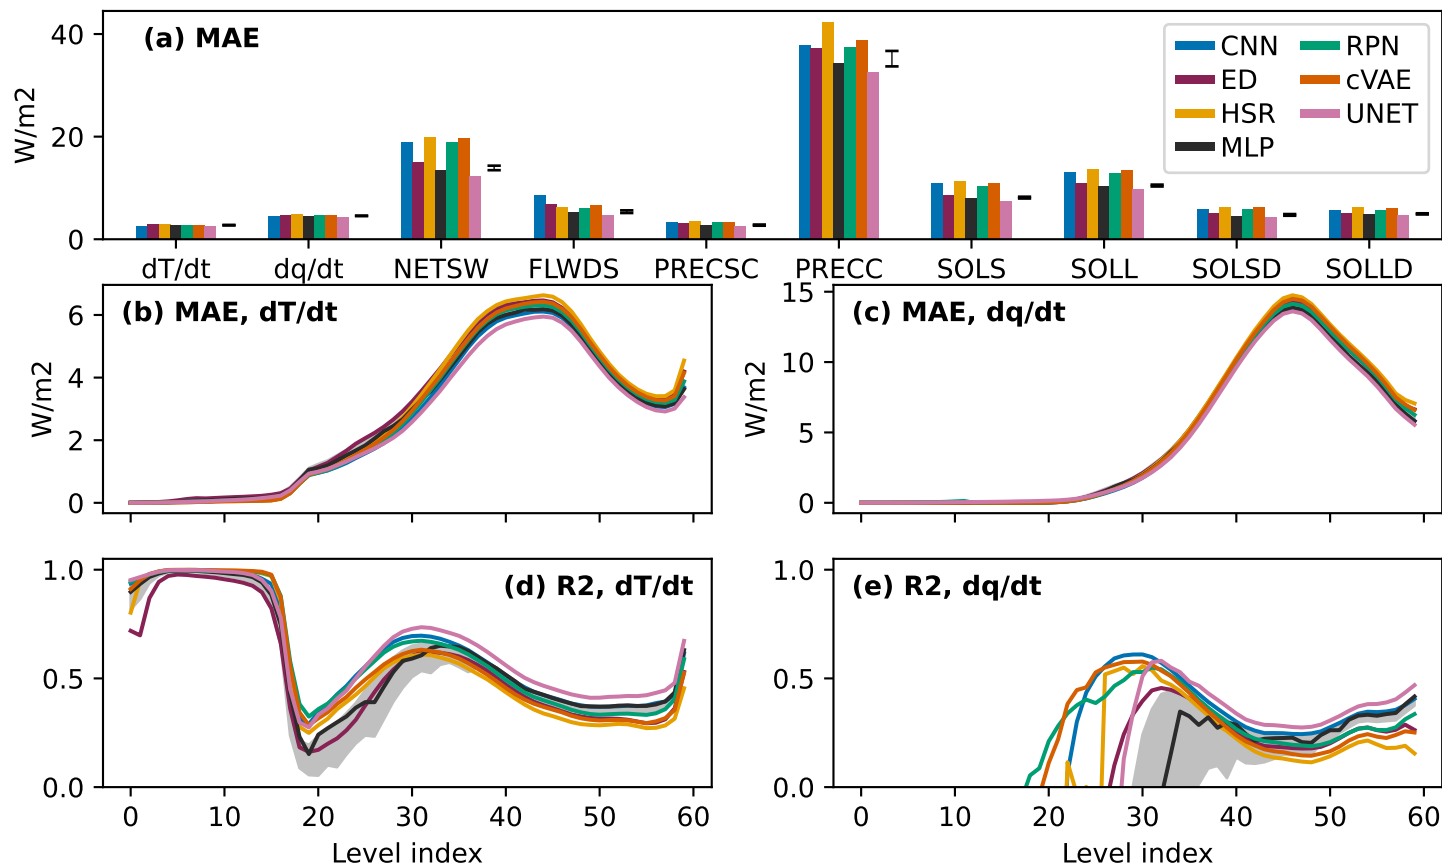 (a) MAE
W/m2
40
20
0
CNN RPN
ED cVAE
HSR UNET
MLP
dT/dt dq/dt NETSW FLWDS PRECSC PRECC SOLS SOLL SOLSD SOLLD
(b) MAE, dT/dt
W/m2
6
4
2
0
(c) MAE, dq/dt
W/m2
15
10
5
0
(d) R2, dT/dt
1.0
0.5
0.0
0 10 20 30 40 50 60
Level index
(e) R2, dq/dt
1.0
0.5
0.0
0 10 20 30 40 50 60
Level index